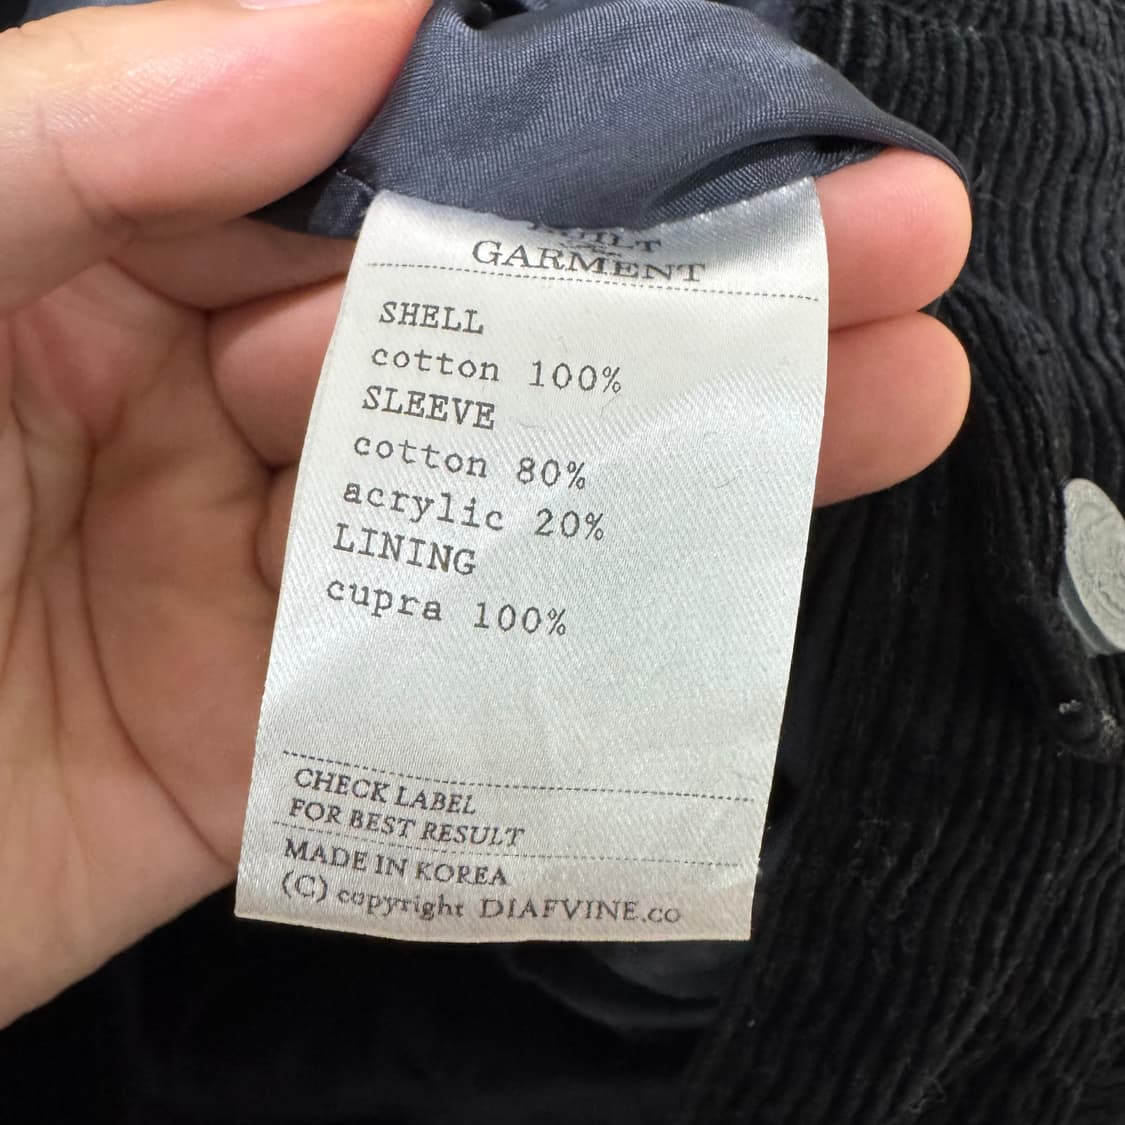 GARMENT
SHELL
cotton 100%
SLEEVE
cotton 80%
acrylic 20%
LINING
cupra 100%
CHECK LABEL
FOR BEST RESULT
MADE IN KOREA
(C) copyright DIAFVINE.co